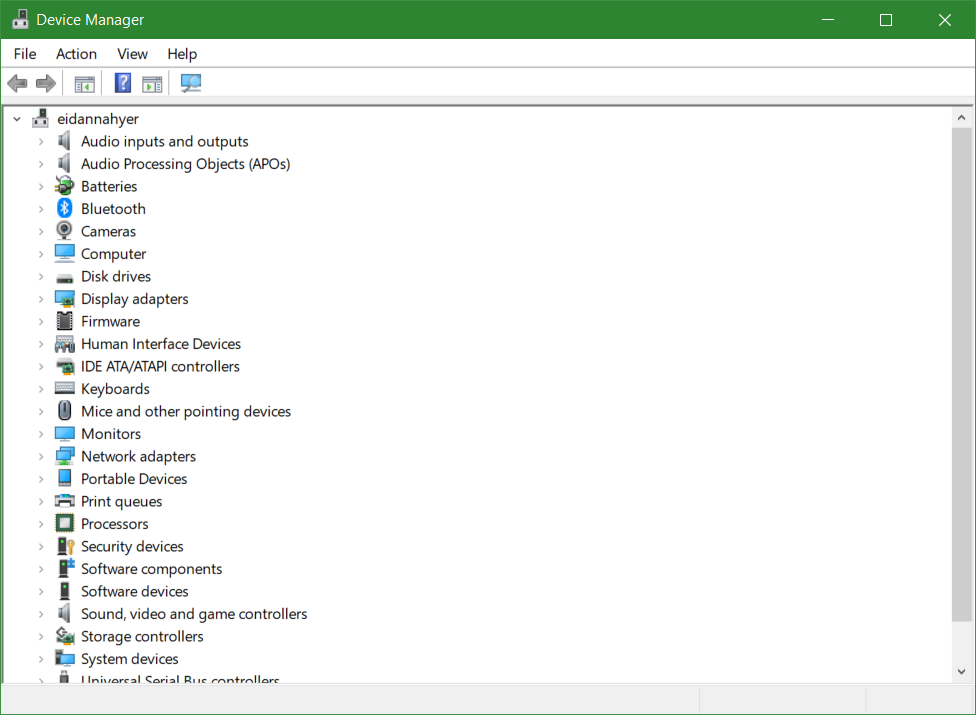 Device Manager
File Action View Help
eidannahyer
Audio inputs and outputs
Audio Processing Objects (APOs)
Batteries
Bluetooth
Cameras
Computer
Disk drives
Display adapters
Firmware
Human Interface Devices
IDE ATA/ATAPI controllers
Keyboards
Mice and other pointing devices
Monitors
Network adapters
Portable Devices
Print queues
Processors
Security devices
Software components
Software devices
Sound, video and game controllers
Storage controllers
System devices
Universal Serial Bus controllers